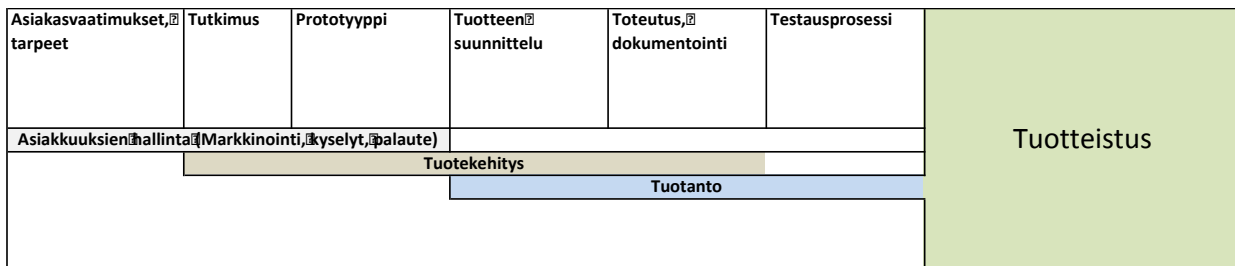 Asiakasvaatimukset,
tarpeet
Tutkimus
Prototyyppi
Tuotteen
suunnittelu
Toteutus,
dokumentointi
Testausprosessi
Asiakkuuksien hallinta (Markkinointi, kyselyt, palaute)
Tuotekehitys
Tuotanto
Tuotteistus